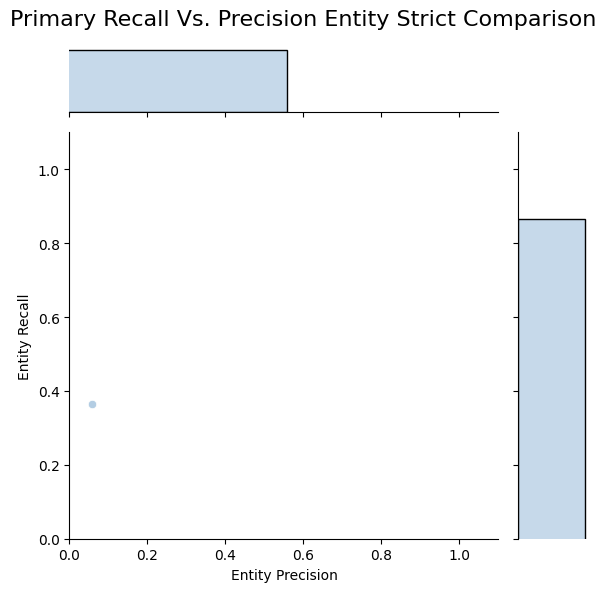 Primary Recall Vs. Precision Entity Strict Comparison
1.0
0.8
0.6
0.4
0.2
0.0
Entity Recall
0.0 0.2 0.4 0.6 0.8 1.0
Entity Precision